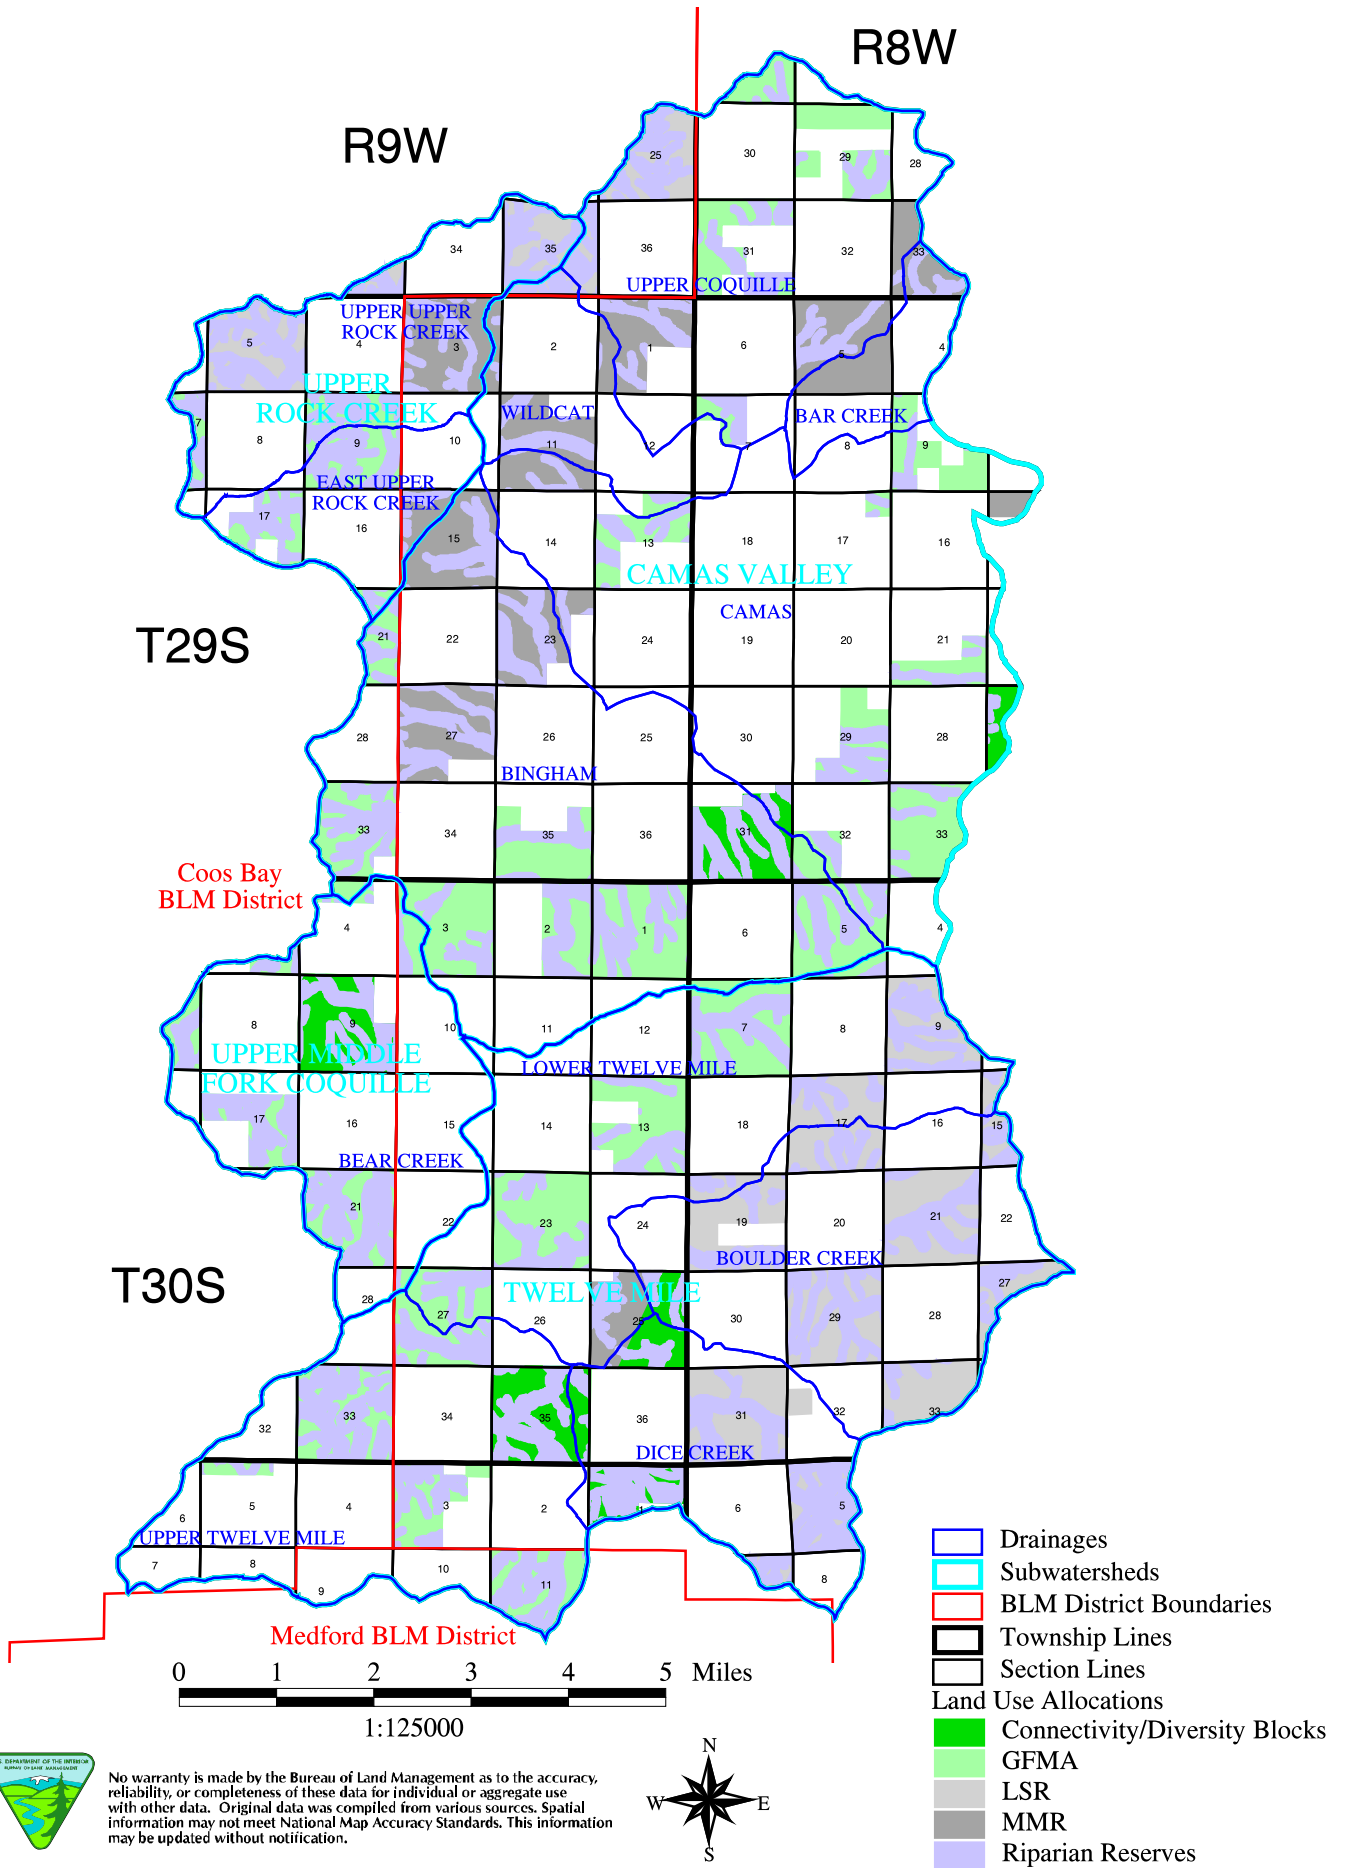 R8W
R9W
25
30
29
28
34
35
36
31
32
33
UPPER COQUILLE
UPPER UPPER
ROCK CREEK
5
4
3
2
1
6
5
4
UPPER
ROCK CREEK
WILDCAT
BAR CREEK
7
8
9
10
11
2
7
8
9
EAST UPPER
ROCK CREEK
17
16
15
14
13
18
17
16
CAMAS VALLEY
CAMAS
T29S
21
22
23
24
19
20
21
28
27
26
25
30
29
28
BINGHAM
33
34
35
36
31
32
33
Coos Bay
BLM District
4
3
2
1
6
5
4
8
9
10
11
12
7
8
9
UPPER MIDDLE
FORK COQUILLE
LOWER TWELVE MILE
17
16
15
14
13
18
17
16
15
BEAR CREEK
21
22
23
24
19
20
21
22
BOULDER CREEK
T30S
TWELVE MILE
28
27
26
25
30
29
28
27
32
33
34
35
36
31
32
33
DICE CREEK
6
5
4
3
2
1
6
5
UPPER TWELVE MILE
7
8
9
10
11
8
Medford BLM District
0 1 2 3 4 5 Miles
1:125000
Drainages
Subwatersheds
BLM District Boundaries
Township Lines
Section Lines
Land Use Allocations
Connectivity/Diversity Blocks
GFMA
LSR
MMR
Riparian Reserves
N
W E
S
DEPARTMENT OF THE INTERIOR
BUREAU OF LAND MANAGEMENT
No warranty is made by the Bureau of Land Management as to the accuracy,
reliability, or completeness of these data for individual or aggregate use
with other data. Original data was compiled from various sources. Spatial
information may not meet National Map Accuracy Standards. This information
may be updated without notification.